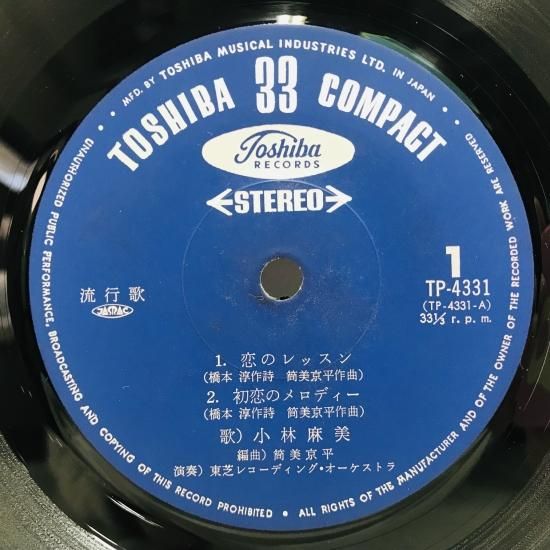 MFD. BY TOSHIBA MUSICAL INDUSTRIES LTD. IN JAPAN
TOSHIBA 33 COMPACT
Toshiba
RECORDS
STEREO
1
TP-4331
(TP-4331-A)
33⅓ r. p. m.
流行歌
JASRAC
1. 恋のレッスン
(橋本 淳作詩 筒美京平作曲)
2. 初恋のメロディー
(橋本 淳作詩 筒美京平作曲)
歌) 小林麻美
編曲) 筒美京平
演奏) 東芝レコーディング・オーケストラ
UNAUTHORIZED PUBLIC PERFORMANCE, BROADCASTING AND COPYING OF THIS RECORD PROHIBITED • ALL RIGHTS OF THE MANUFACTURER AND OF THE OWNER OF THE RECORDED WORK ARE RESERVED